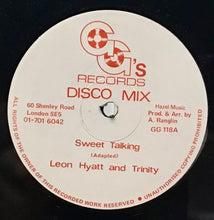 GG's
RECORDS
DISCO MIX
60 Shenley Road
London SE5
01-701 6042
Hazel Music
Prod. & Arr. by
A. Ranglin
GG 118A
Sweet Talking
(Adapted)
Leon Hyatt and Trinity
ALL RIGHTS OF THE OWNER OF THIS RECORDED WORK RESERVED • UNAUTHORISED COPYING PROHIBITED